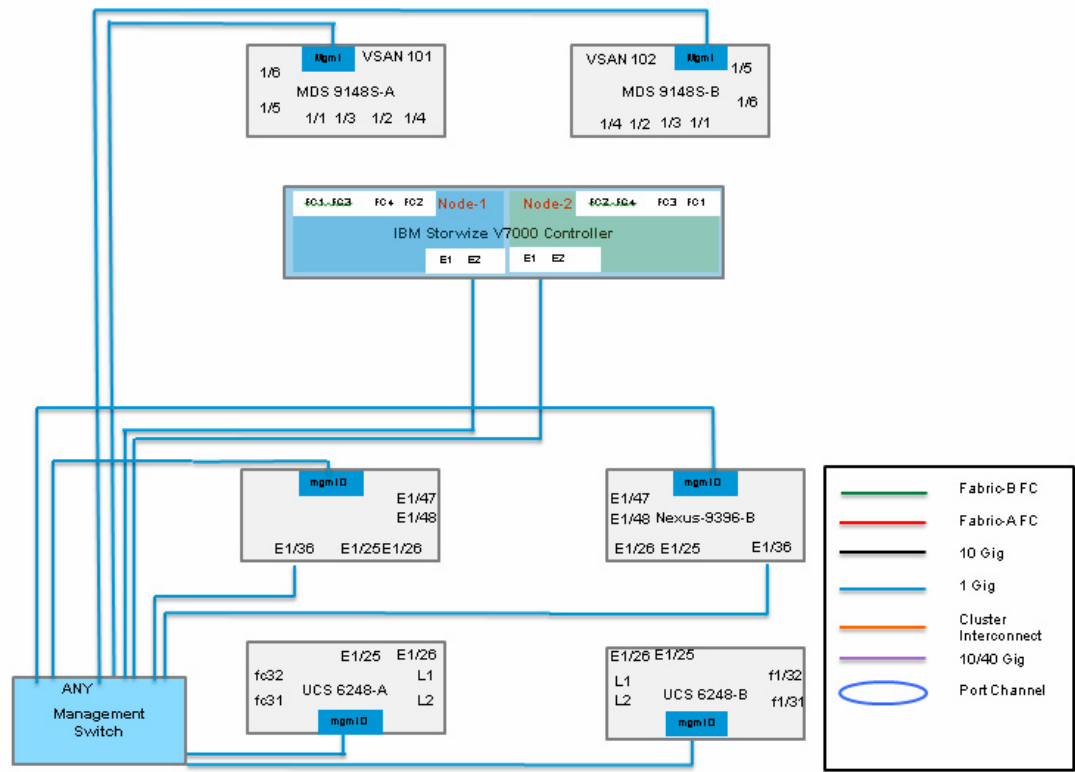 Mgmt
VSAN 101
1/6
MDS 9148S-A
1/5
1/1 1/3 1/2 1/4
VSAN 102
Mgmt
1/5
MDS 9148S-B
1/6
1/4 1/2 1/3 1/1
FC1 FC3 FC4 FC2 Node-1
Node-2 FC2 FC4 FC3 FC1
IBM Storwize V7000 Controller
E1 E2
E1 E2
mgmt0
E1/47
E1/48
E1/36 E1/25E1/26
mgmt0
E1/47
E1/48 Nexus-9396-B
E1/26 E1/25 E1/36
E1/25 E1/26
fc32 L1
UCS 6248-A
fc31 L2
mgmt0
E1/26 E1/25
L1 f1/32
UCS 6248-B
L2 f1/31
mgmt0
ANY
Management
Switch
Fabric-B FC
Fabric-A FC
10 Gig
1 Gig
Cluster
Interconnect
10/40 Gig
Port Channel